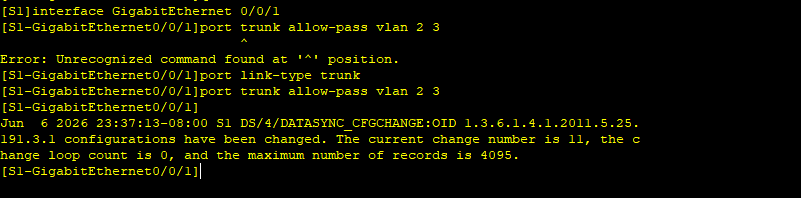 [S1]interface GigabitEthernet 0/0/1
[S1-GigabitEthernet0/0/1]port trunk allow-pass vlan 2 3
^
Error: Unrecognized command found at '^' position.
[S1-GigabitEthernet0/0/1]port link-type trunk
[S1-GigabitEthernet0/0/1]port trunk allow-pass vlan 2 3
[S1-GigabitEthernet0/0/1]
Jun  6 2026 23:37:13-08:00 S1 DS/4/DATASYNC_CFGCHANGE:OID 1.3.6.1.4.1.2011.5.25.
191.3.1 configurations have been changed. The current change number is 11, the c
hange loop count is 0, and the maximum number of records is 4095.
[S1-GigabitEthernet0/0/1]